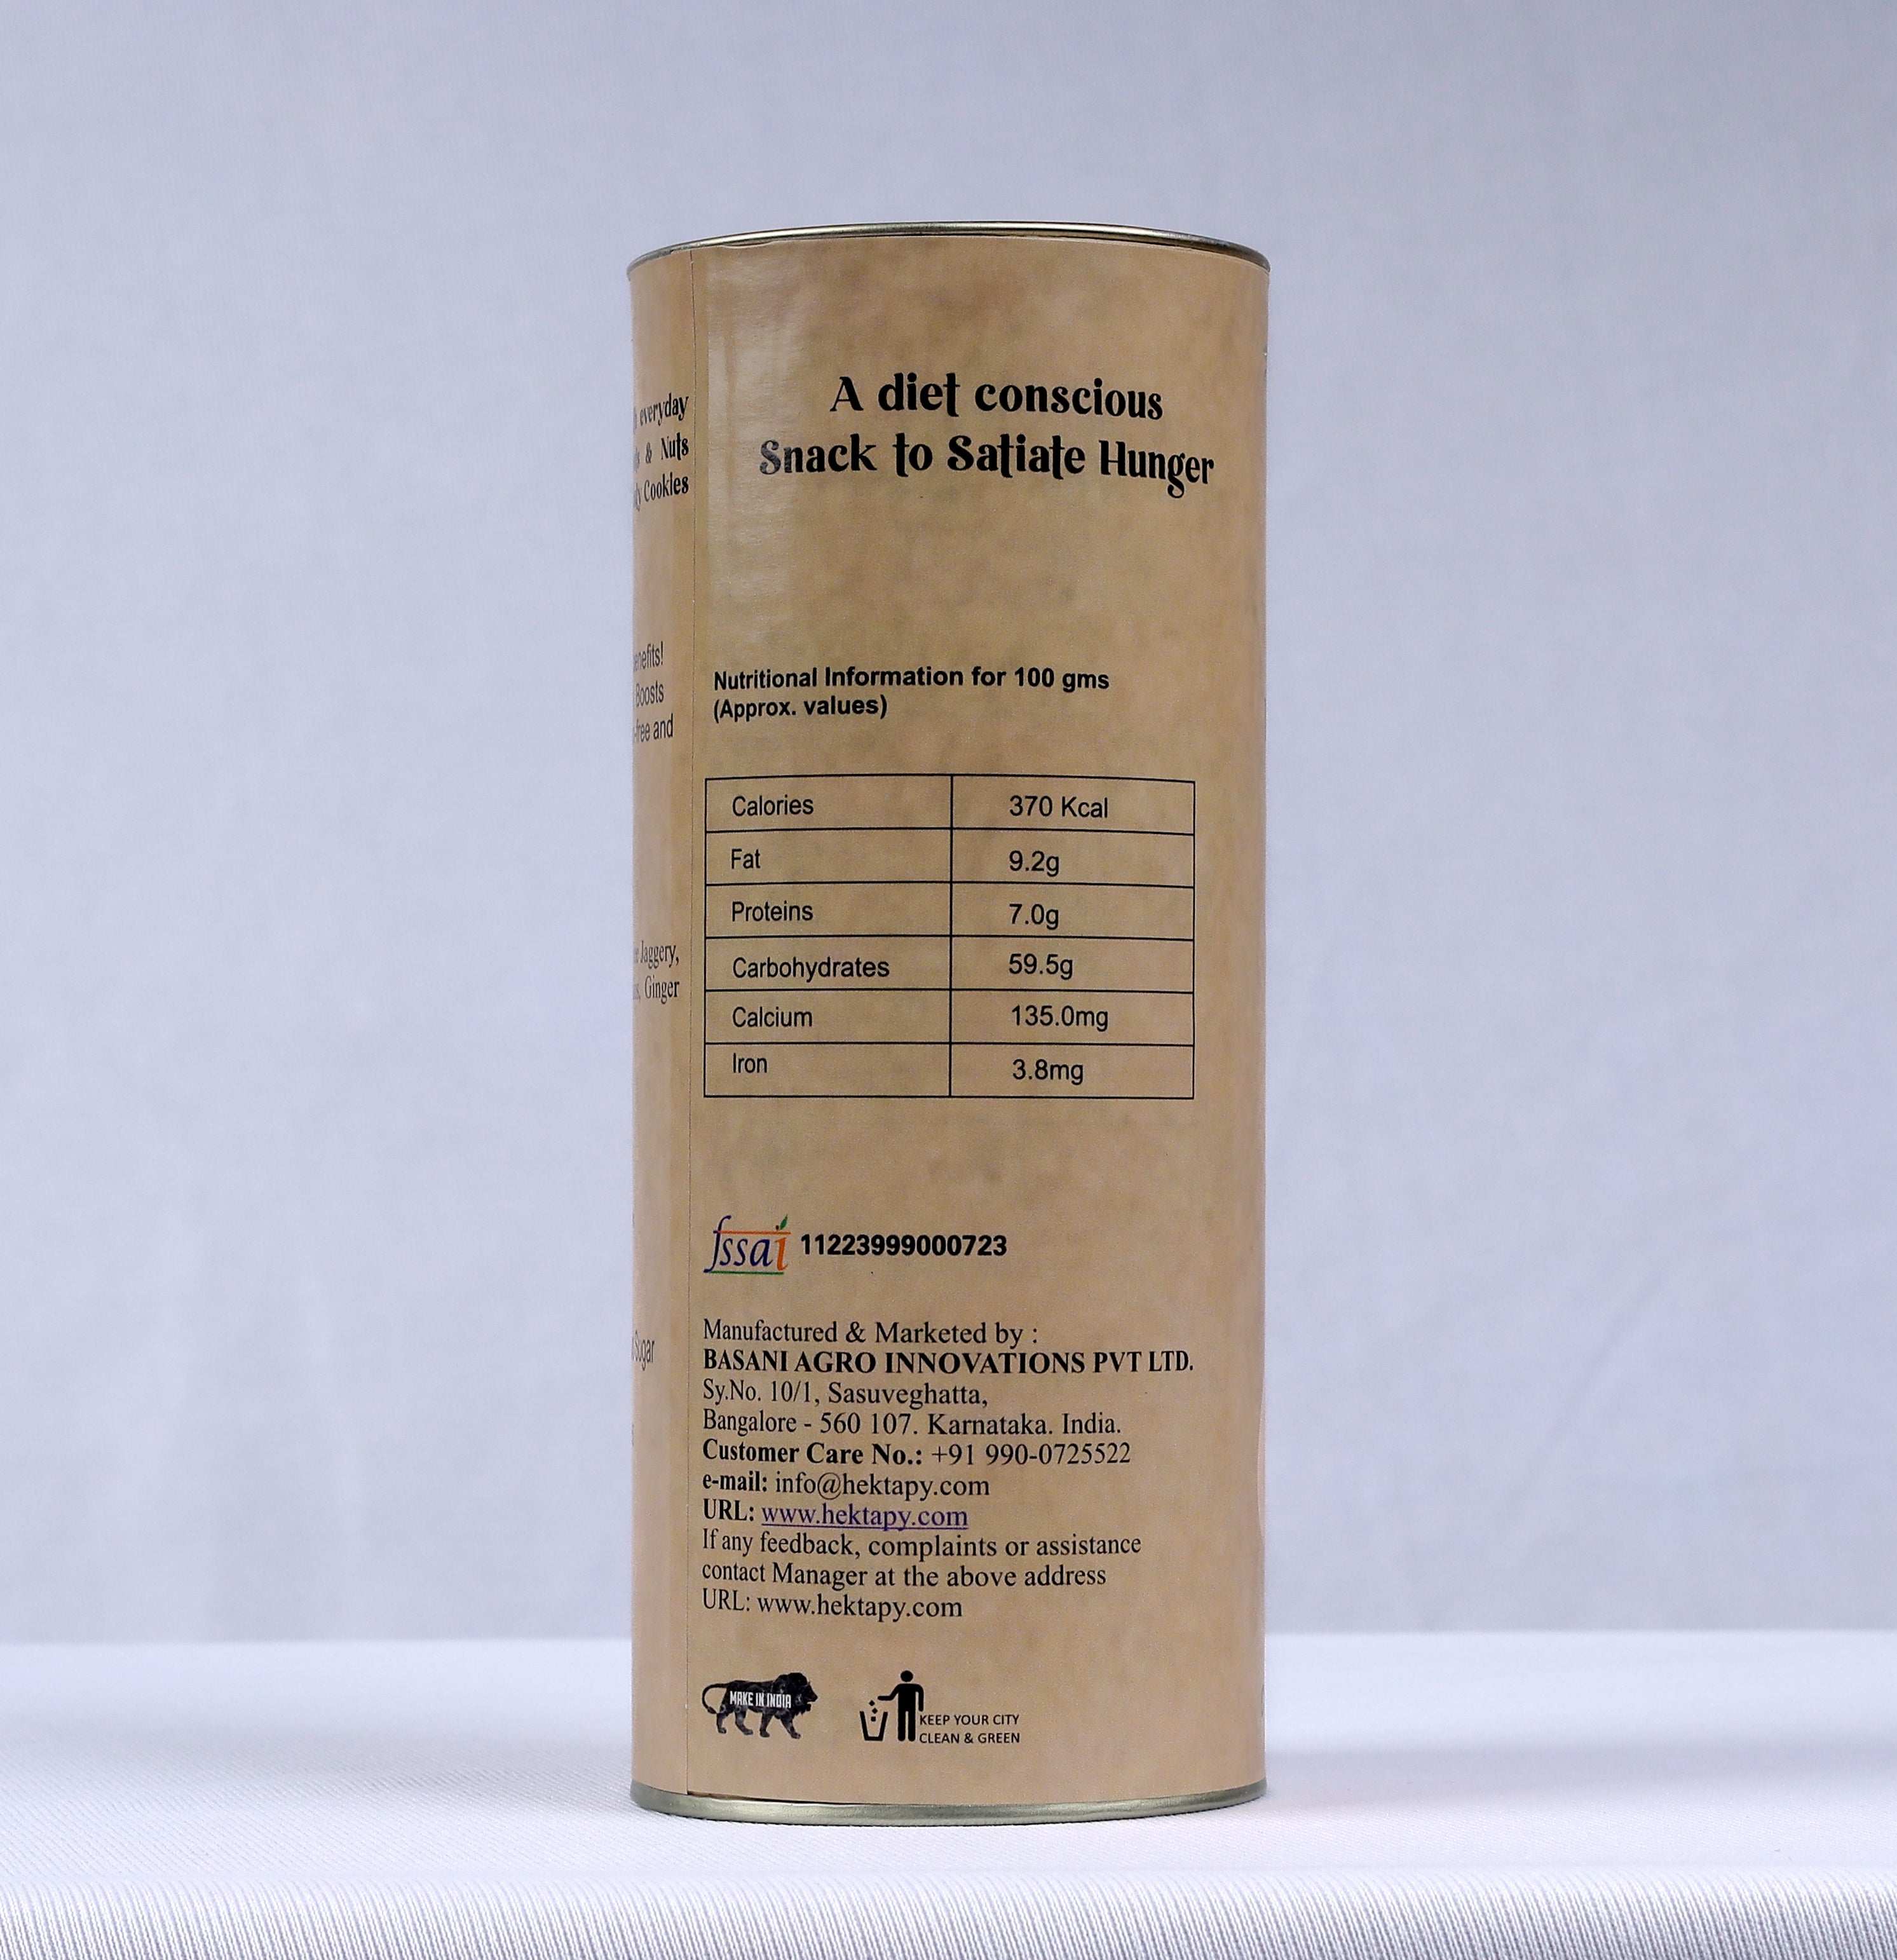 everyday
& Nuts
Cookies
Boosts
free and
Jaggery,
Ginger
Sugar
A diet conscious
Snack to Satiate Hunger
Nutritional Information for 100 gms
(Approx. values)
Calories 370 Kcal
Fat 9.2g
Proteins 7.0g
Carbohydrates 59.5g
Calcium 135.0mg
Iron 3.8mg
fssai 11223999000723
Manufactured & Marketed by :
BASANI AGRO INNOVATIONS PVT LTD.
Sy.No. 10/1, Sasuveghatta,
Bangalore - 560 107. Karnataka. India.
Customer Care No.: +91 990-0725522
e-mail: info@hektapy.com
URL: www.hektapy.com
If any feedback, complaints or assistance
contact Manager at the above address
URL: www.hektapy.com
MAKE IN INDIA
KEEP YOUR CITY
CLEAN & GREEN